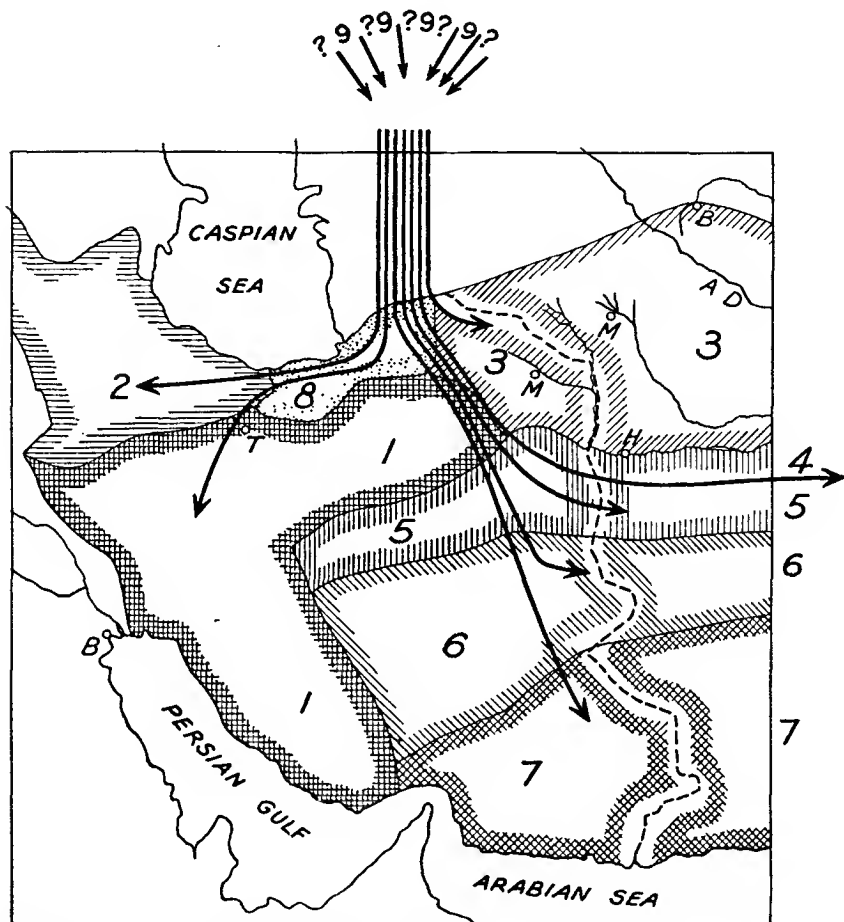 ? 9 ? 9 ? 9 ? 9 ?
CASPIAN
SEA
B
A D
M
3
3
M
2
8
T
1
H
4
5
5
6
B
6
1
PERSIAN
GULF
7
7
ARABIAN SEA